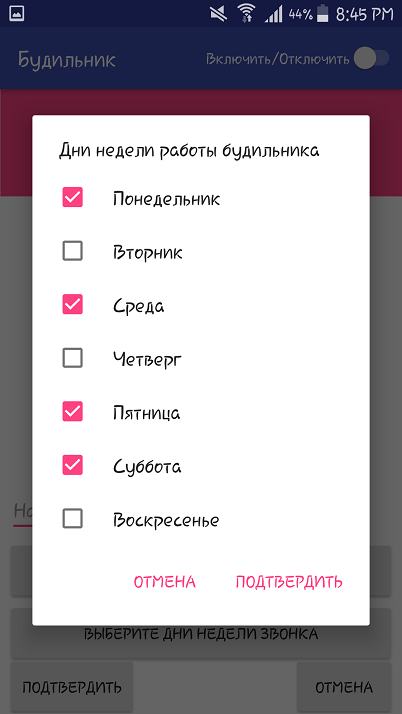 44% 8:45 PM
Будильник Включить/Отключить
Дни недели работы будильника
Понедельник
Вторник
Среда
Четверг
Пятница
Суббота
Воскресенье
ОТМЕНА ПОДТВЕРДИТЬ
ВЫБЕРИТЕ ДНИ НЕДЕЛИ ЗВОНКА
ПОДТВЕРДИТЬ ОТМЕНА